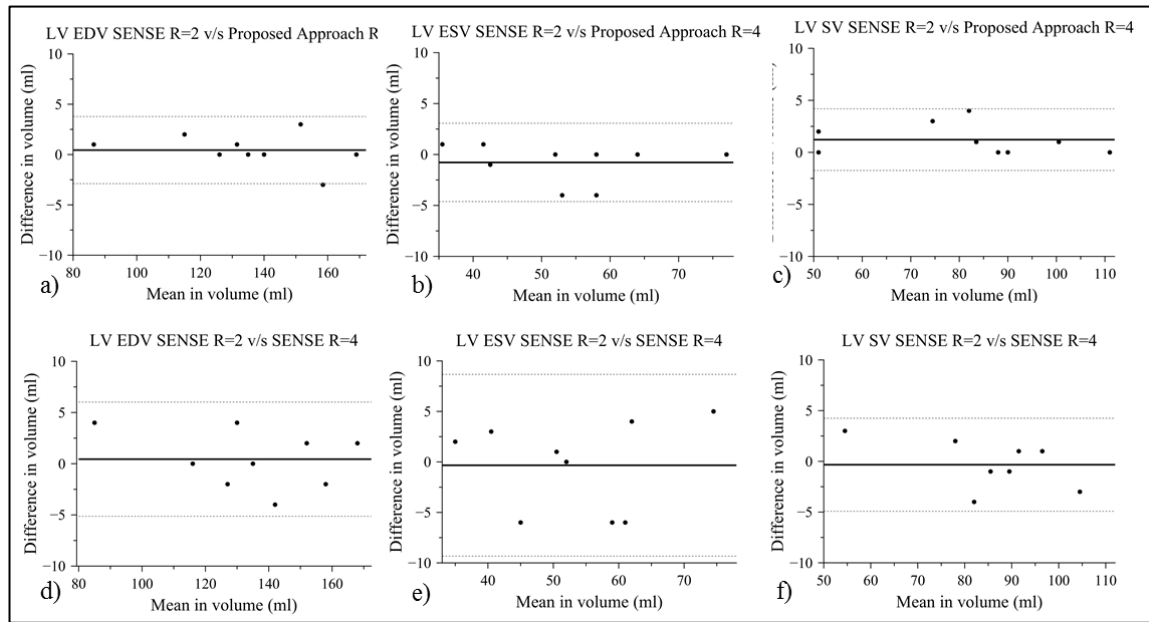 LV EDV SENSE R=2 v/s Proposed Approach R
10
5
0
−5
−10
Difference in volume (ml)
80 100 120 140 160
Mean in volume (ml)
a)
LV ESV SENSE R=2 v/s Proposed Approach R=4
10
5
0
−5
−10
Difference in volume (ml)
40 50 60 70
Mean in volume (ml)
b)
LV SV SENSE R=2 v/s Proposed Approach R=4
10
5
0
−5
−10
50 60 70 80 90 100 110
Mean in volume (ml)
c)
LV EDV SENSE R=2 v/s SENSE R=4
10
5
0
−5
−10
Difference in volume (ml)
80 100 120 140 160
Mean in volume (ml)
d)
LV ESV SENSE R=2 v/s SENSE R=4
10
5
0
−5
−10
Difference in volume (ml)
40 50 60 70
Mean in volume (ml)
e)
LV SV SENSE R=2 v/s SENSE R=4
10
5
0
−5
−10
Difference in volume (ml)
50 60 70 80 90 100 110
Mean in volume (ml)
f)